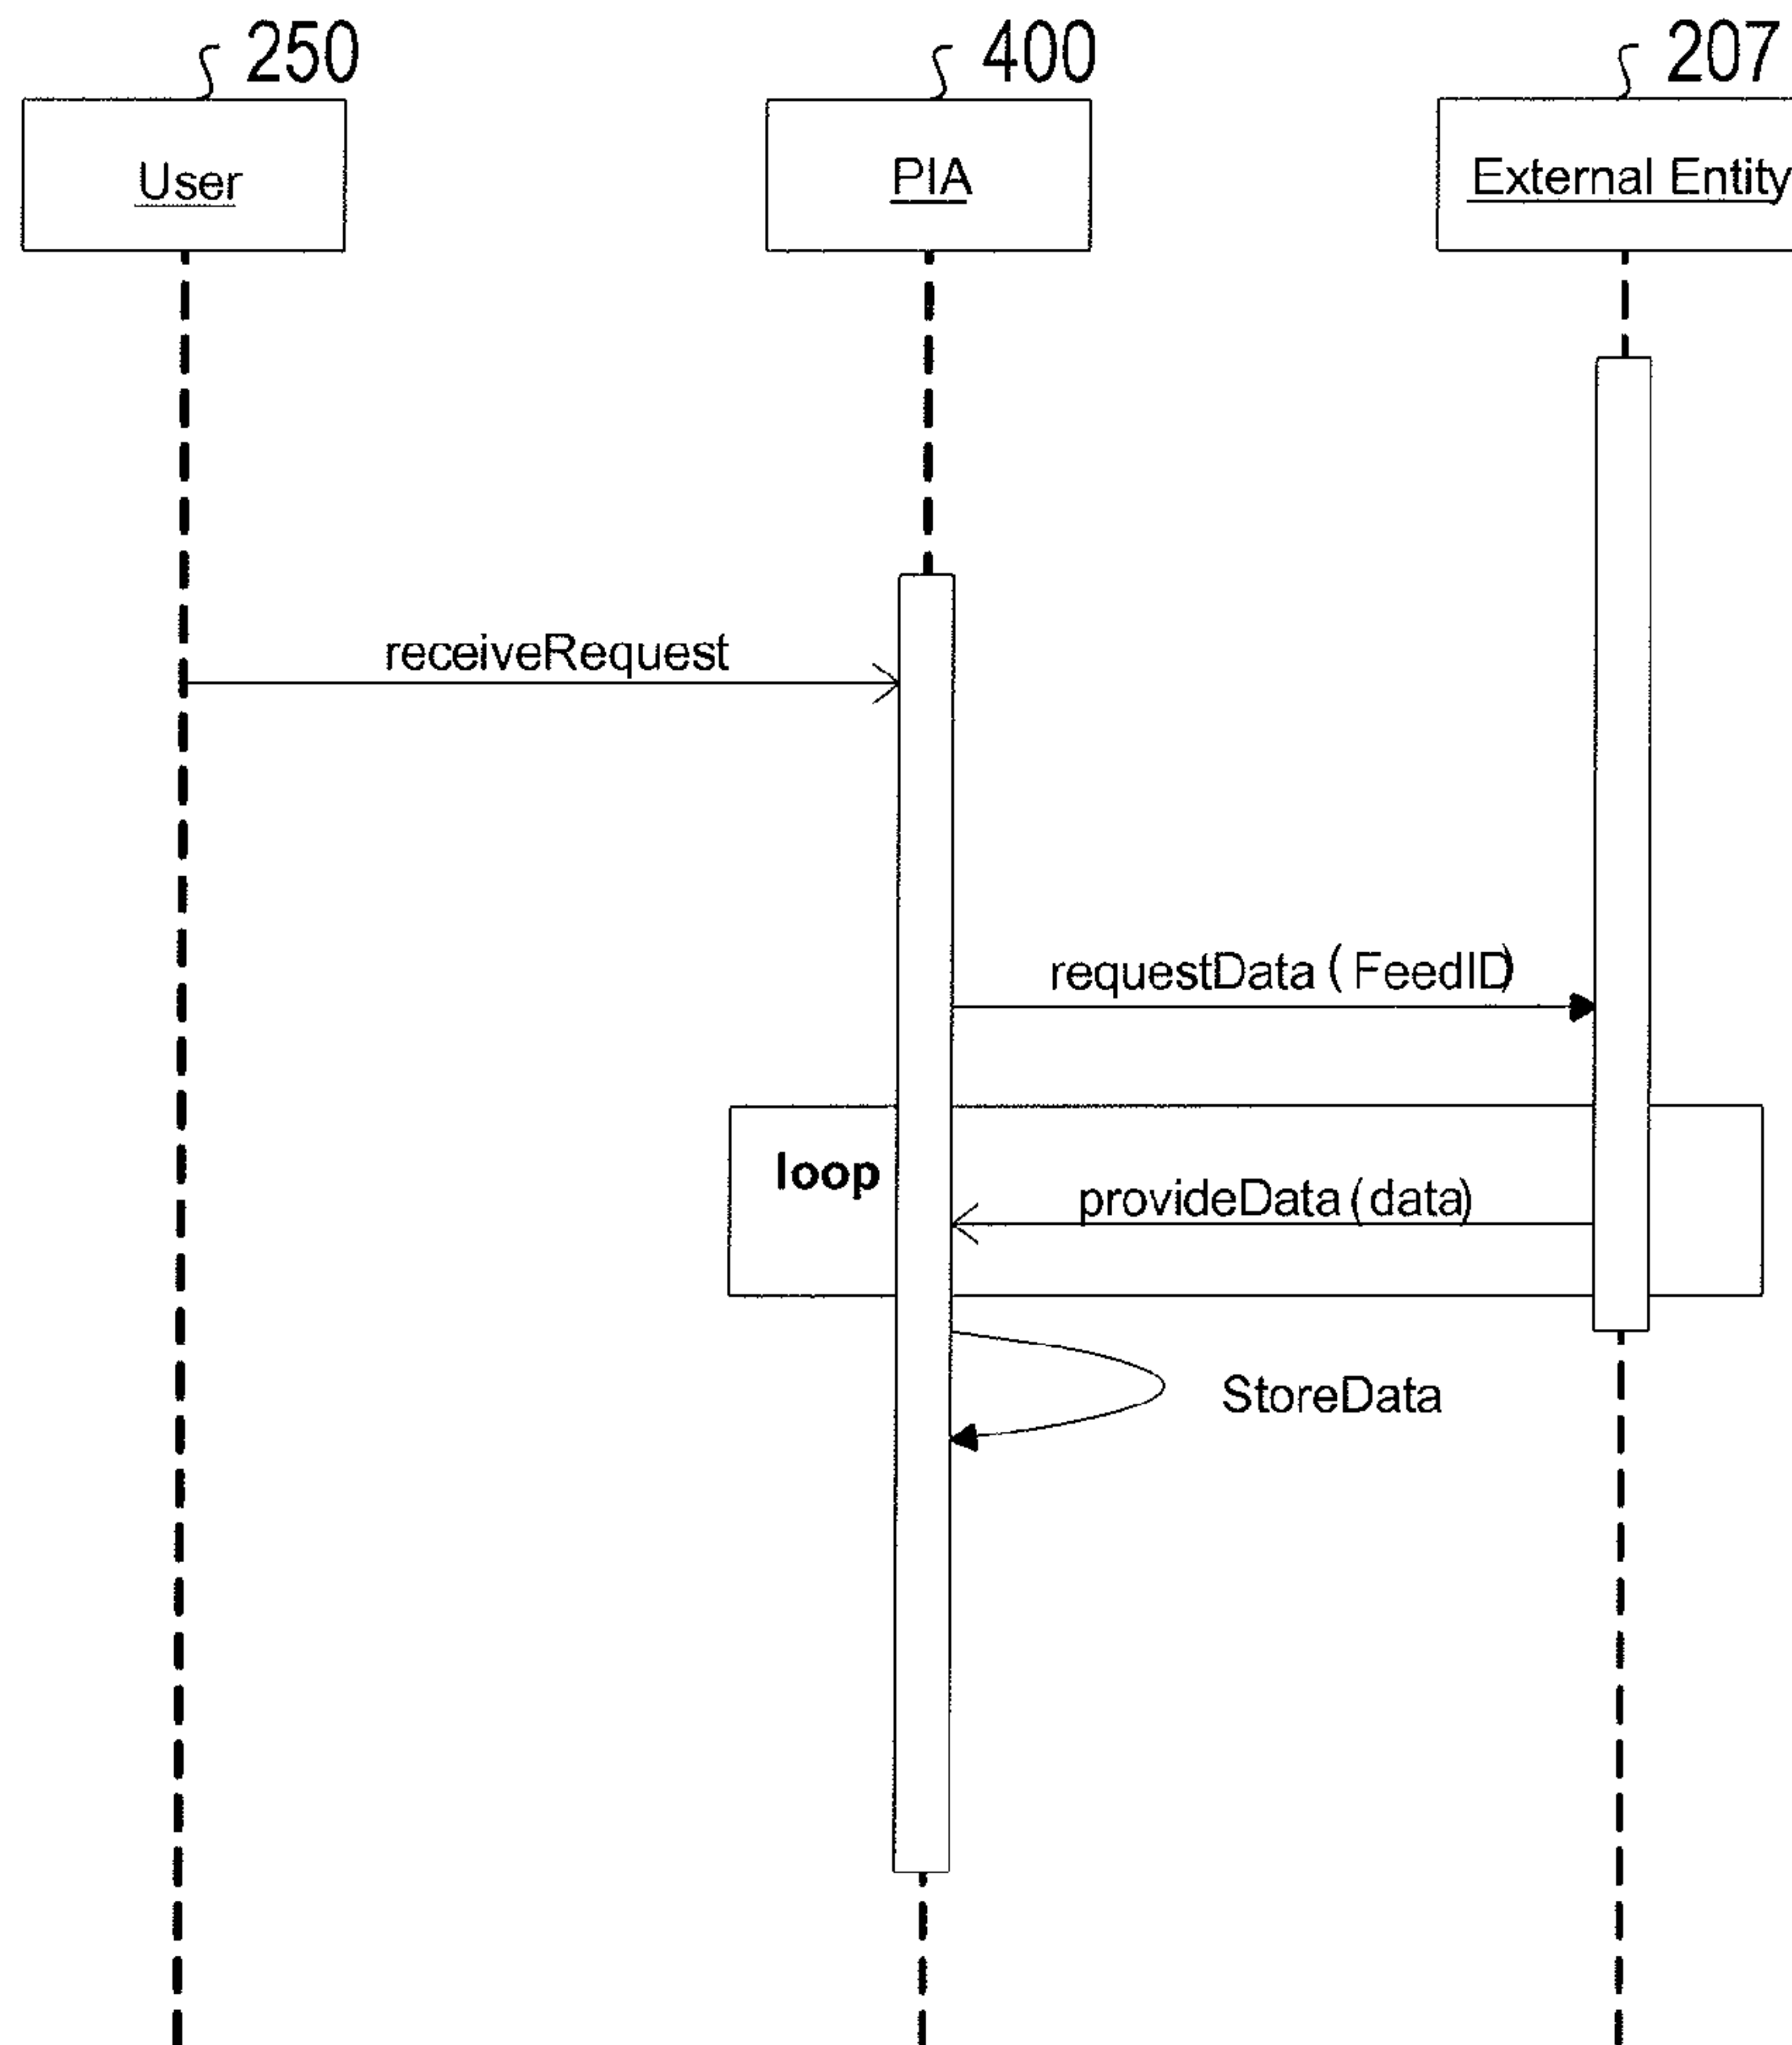 250
400
207
User
PIA
External Entity
receiveRequest
requestData (FeedID)
loop
provideData (data)
StoreData